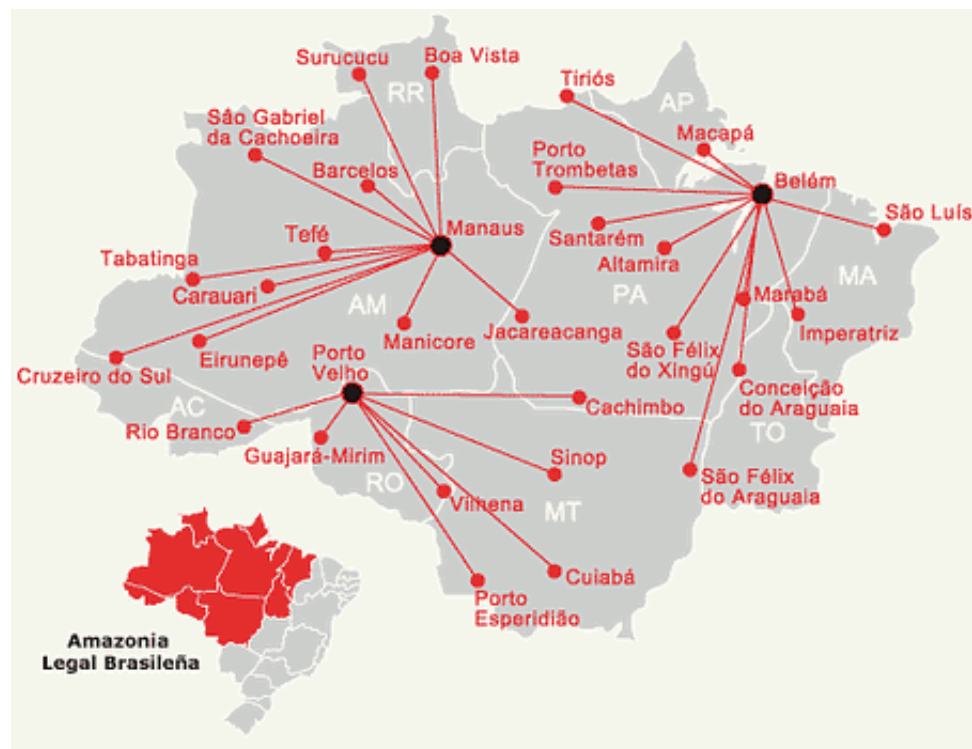 Surucucu
Boa Vista
RR
Tiriós
AP
São Gabriel
da Cachoeira
Macapá
Porto
Trombetas
Barcelos
Belém
São Luís
Manaus
Tefé
Santarém
Tabatinga
Altamira
MA
Carauari
PA
Marabá
AM
Imperatriz
Manicore
Jacareacanga
Eirunepê
Porto
Velho
São Félix
do Xingú
Cruzeiro do Sul
Conceição
do Araguaia
AC
Cachimbo
Rio Branco
TO
Guajará-Mirim
Sinop
RO
Vilhena
São Félix
do Araguaia
MT
Cuiabá
Porto
Esperidião
Amazonia
Legal Brasileña